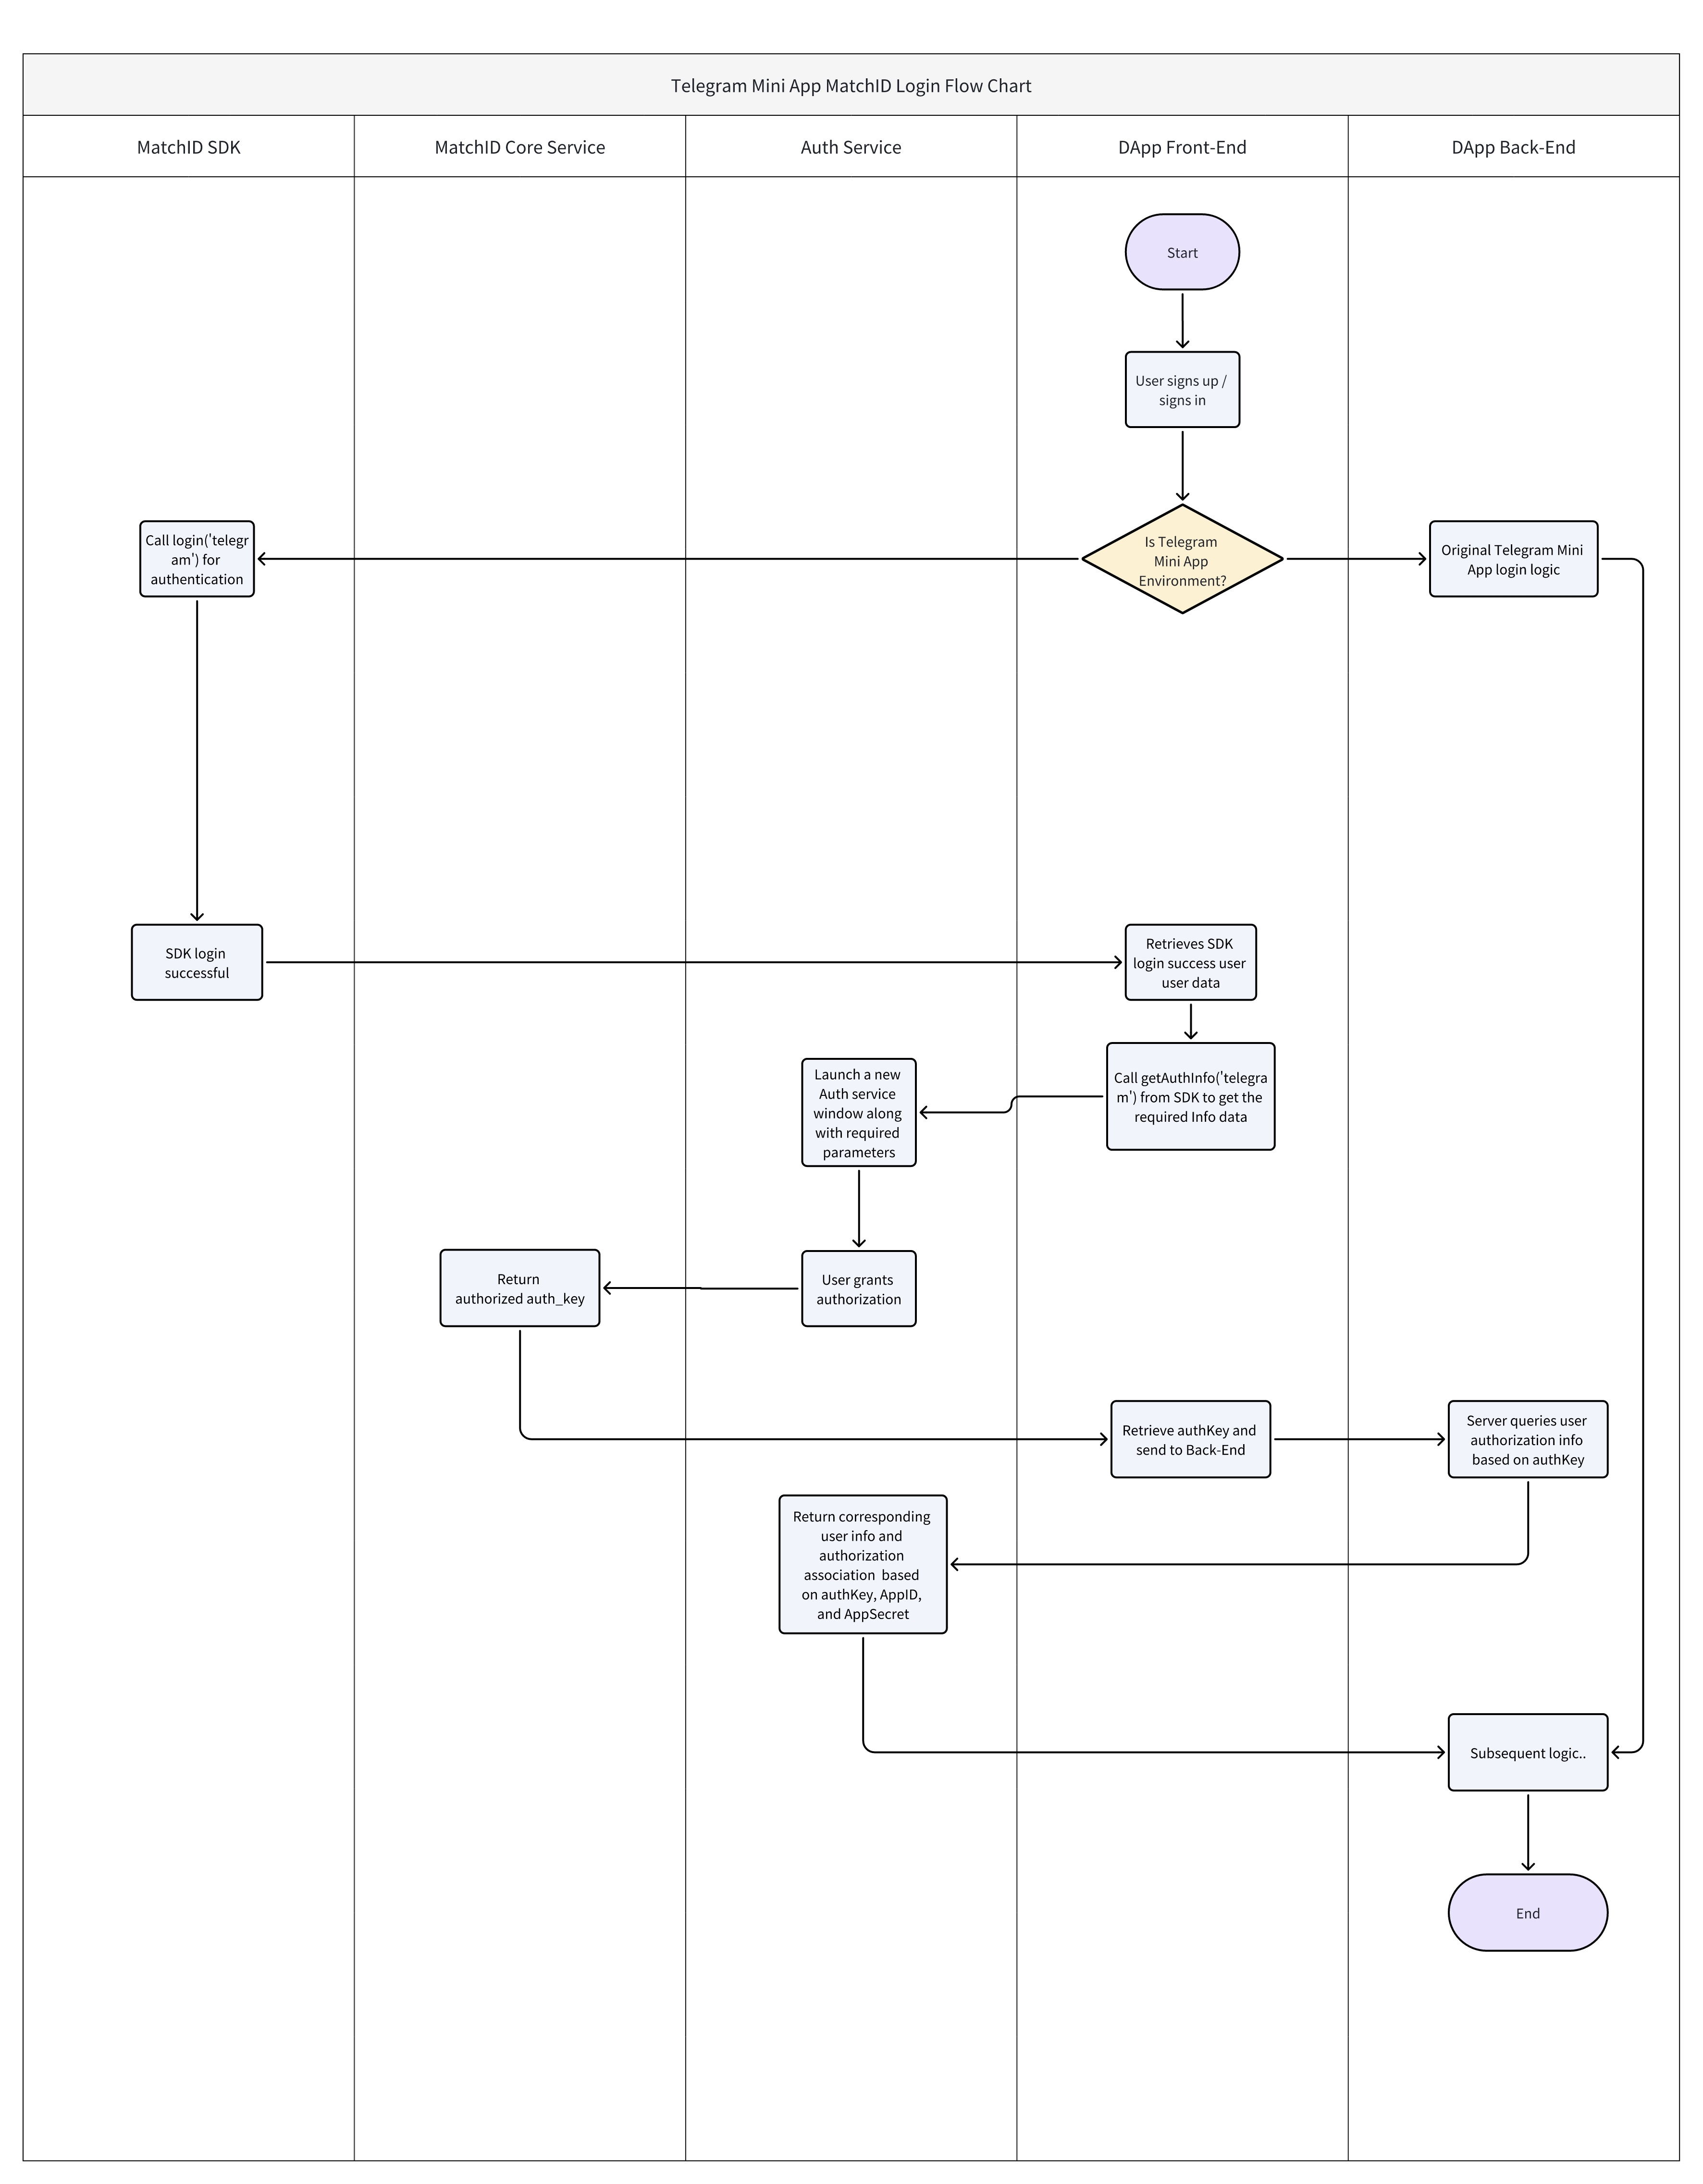 Telegram Mini App MatchID Login Flow Chart
MatchID SDK
MatchID Core Service
Auth Service
DApp Front-End
DApp Back-End
Start
User signs up /
signs in
Is Telegram
Mini App
Environment?
Call login('telegr
am') for
authentication
Original Telegram Mini
App login logic
SDK login
successful
Retrieves SDK
login success user
user data
Call getAuthInfo('telegra
m') from SDK to get the
required Info data
Launch a new
Auth service
window along
with required
parameters
User grants
authorization
Return
authorized auth_key
Retrieve authKey and
send to Back-End
Server queries user
authorization info
based on authKey
Return corresponding
user info and
authorization
association  based
on authKey, AppID,
and AppSecret
Subsequent logic..
End